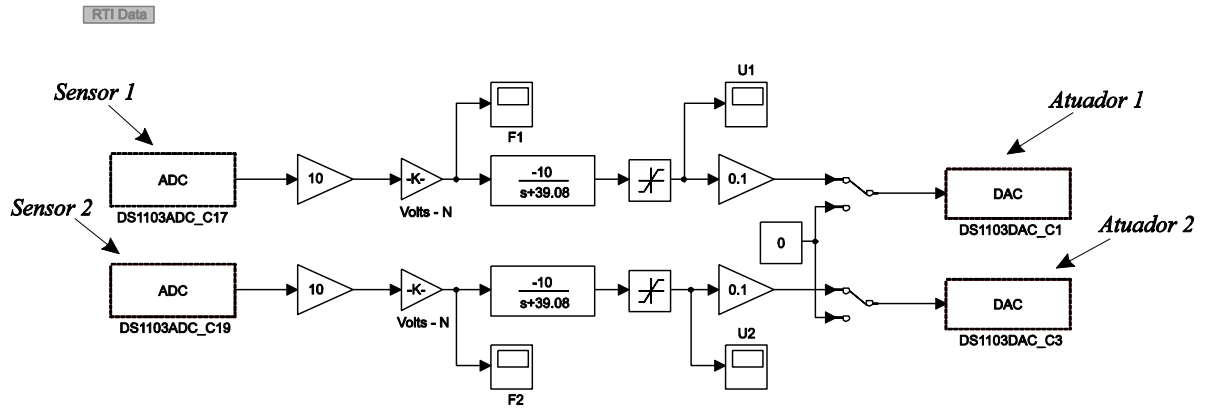 RTI Data
Sensor 1
ADC
DS1103ADC_C17
10
-K-
Volts - N
F1
-10
s+39.08
U1
0.1
Atuador 1
DAC
DS1103DAC_C1
0
Sensor 2
ADC
DS1103ADC_C19
10
-K-
Volts - N
F2
-10
s+39.08
U2
0.1
Atuador 2
DAC
DS1103DAC_C3